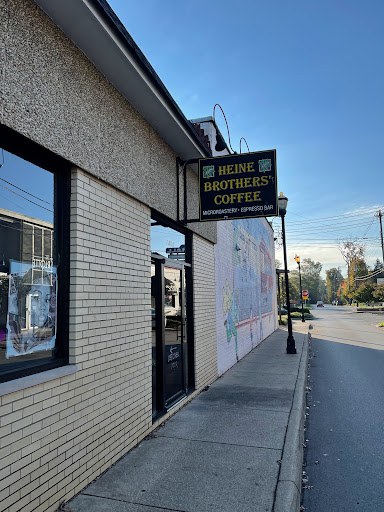 HEINE
BROTHERS'
COFFEE
MICROROASTERY • ESPRESSO BAR